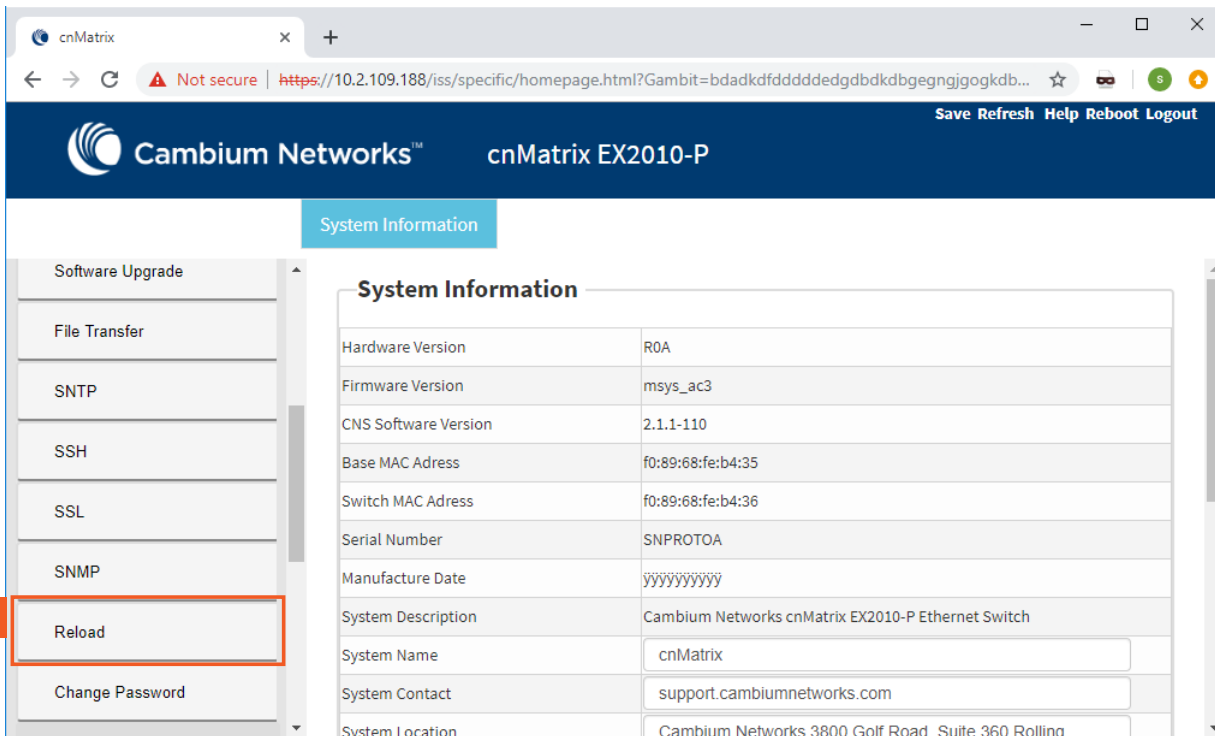 cnMatrix
Not secure | https://10.2.109.188/iss/specific/homepage.html?Gambit=bdadkdfdddddedgdbdkdbgegngjgogkdb...
S
Save Refresh Help Reboot Logout
Cambium Networks™ cnMatrix EX2010-P
System Information
Software Upgrade
File Transfer
SNTP
SSH
SSL
SNMP
Reload
Change Password
System Information
Hardware Version R0A
Firmware Version msys_ac3
CNS Software Version 2.1.1-110
Base MAC Adress f0:89:68:fe:b4:35
Switch MAC Adress f0:89:68:fe:b4:36
Serial Number SNPROTOA
Manufacture Date ÿÿÿÿÿÿÿÿÿÿ
System Description Cambium Networks cnMatrix EX2010-P Ethernet Switch
System Name cnMatrix
System Contact support.cambiumnetworks.com
System Location Cambium Networks 3800 Golf Road, Suite 360 Rolling